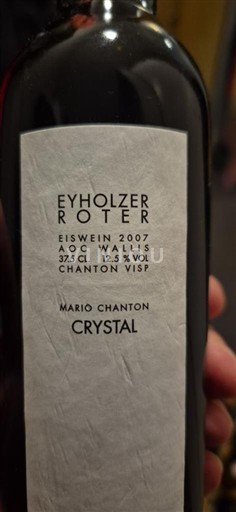 EYHOLZER
ROTER
EISWEIN 2007
AOC WALLIS
37.5 CL 12.5 % VOL
CHANTON VISP
MARIO CHANTON
CRYSTAL